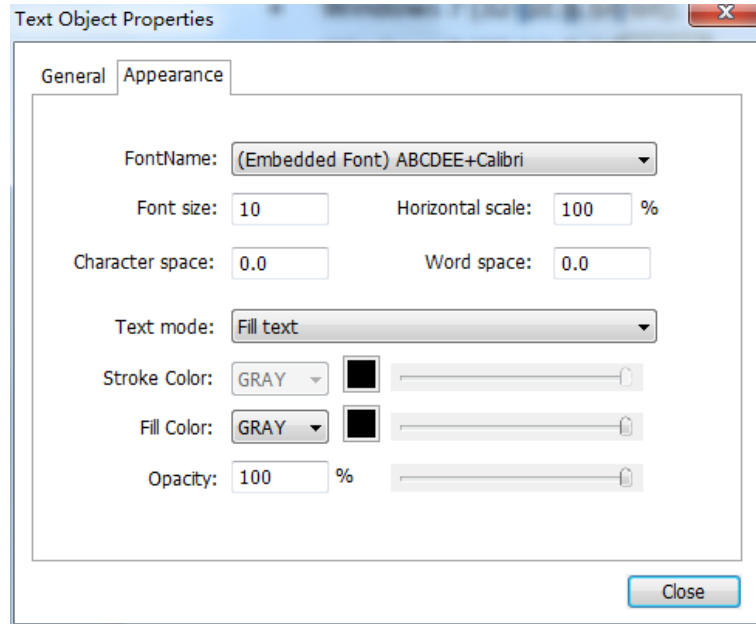 Text Object Properties
General Appearance
FontName: (Embedded Font) ABCDEE+Calibri
Font size: 10 Horizontal scale: 100 %
Character space: 0.0 Word space: 0.0
Text mode: Fill text
Stroke Color: GRAY
Fill Color: GRAY
Opacity: 100 %
Close